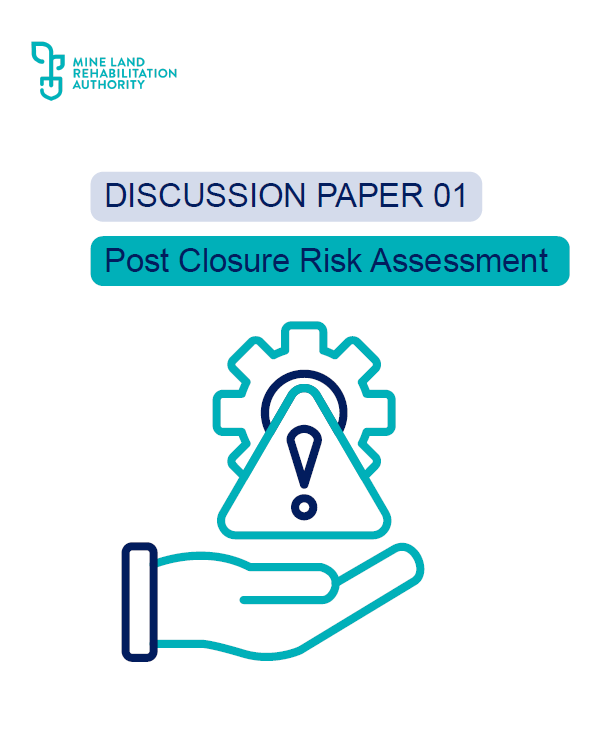 MINE LAND
REHABILITATION
AUTHORITY
DISCUSSION PAPER 01
Post Closure Risk Assessment
!